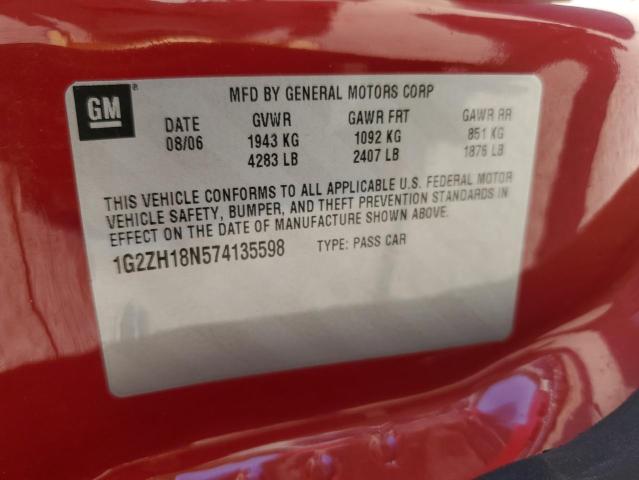 GM ®
MFD BY GENERAL MOTORS CORP
DATE GVWR GAWR FRT GAWR RR
08/06 1943 KG 1092 KG 851 KG
4283 LB 2407 LB 1876 LB
THIS VEHICLE CONFORMS TO ALL APPLICABLE U.S. FEDERAL MOTOR
VEHICLE SAFETY, BUMPER, AND THEFT PREVENTION STANDARDS IN
EFFECT ON THE DATE OF MANUFACTURE SHOWN ABOVE.
1G2ZH18N574135598 TYPE: PASS CAR